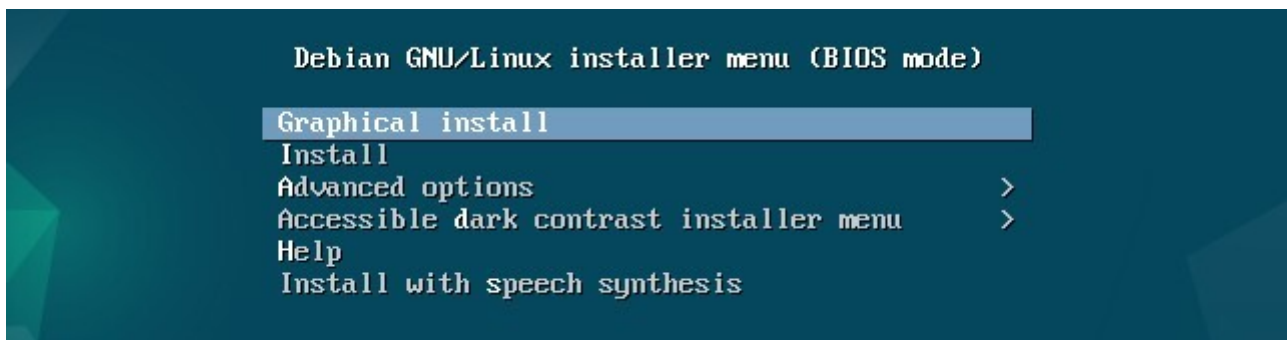 Debian GNU/Linux installer menu (BIOS mode)
Graphical install
Install
Advanced options >
Accessible dark contrast installer menu >
Help
Install with speech synthesis